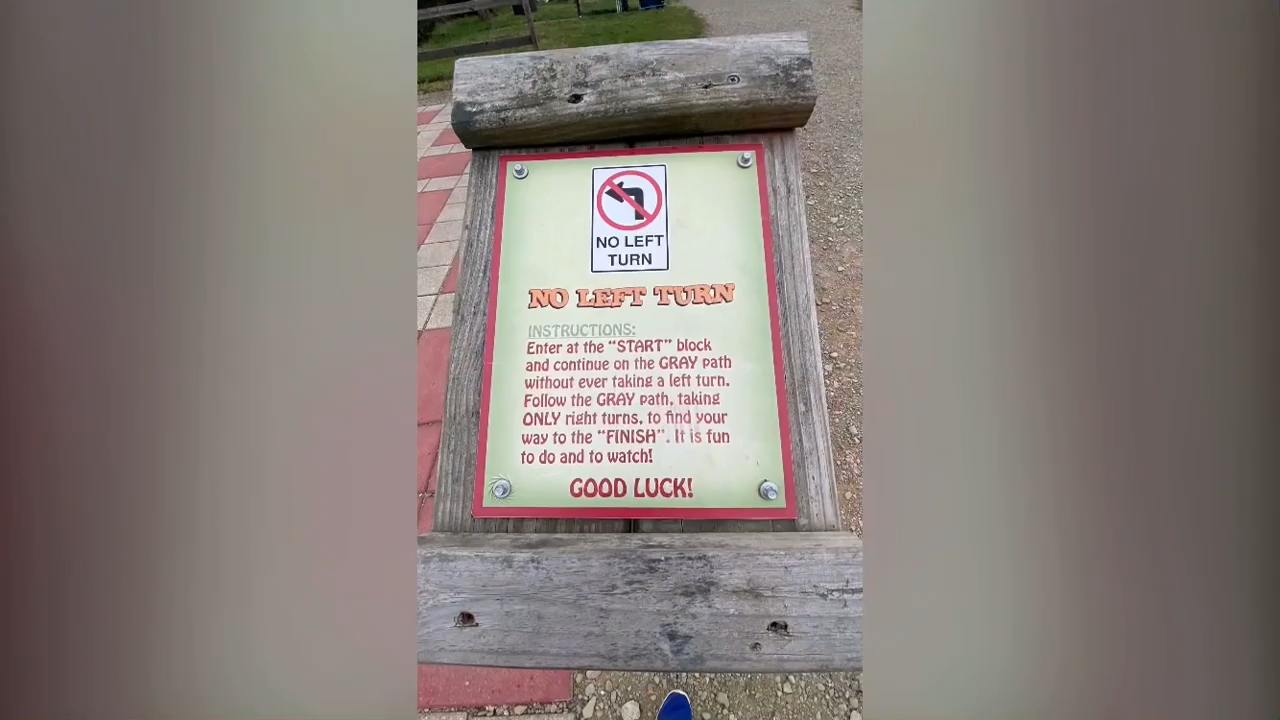 NO LEFT
TURN
NO LEFT TURN
INSTRUCTIONS:
Enter at the "START" block
and continue on the GRAY path
without ever taking a left turn.
Follow the GRAY path, taking
ONLY right turns, to find your
way to the "FINISH". It is fun
to do and to watch!
GOOD LUCK!